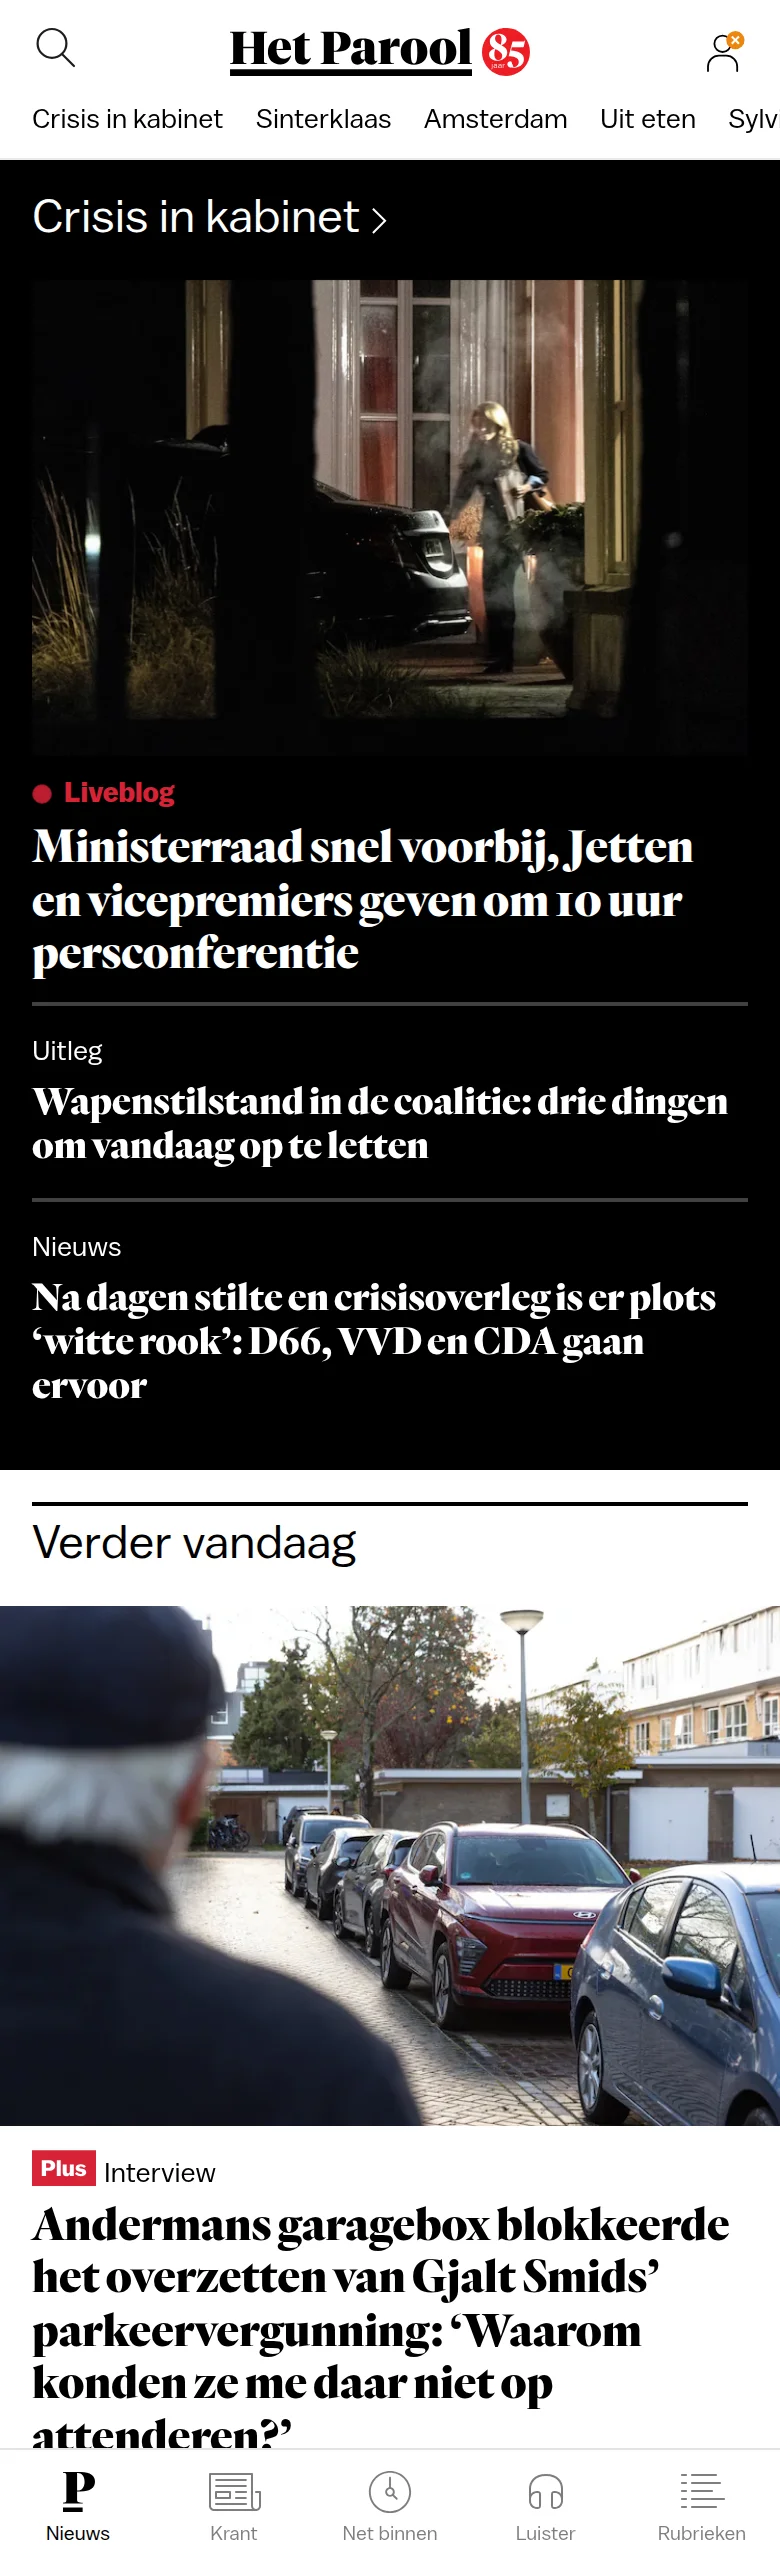 Het Parool 85 jaar
Crisis in kabinet Sinterklaas Amsterdam Uit eten Sylvi
Crisis in kabinet
Liveblog
Ministerraad snel voorbij, Jetten
en vicepremiers geven om 10 uur
persconferentie
Uitleg
Wapenstilstand in de coalitie: drie dingen
om vandaag op te letten
Nieuws
Na dagen stilte en crisisoverleg is er plots
‘witte rook’: D66, VVD en CDA gaan
ervoor
Verder vandaag
Plus Interview
Andermans garagebox blokkeerde
het overzetten van Gjalt Smids’
parkeervergunning: ‘Waarom
konden ze me daar niet op
attenderen?’
P
Nieuws Krant Net binnen Luister Rubrieken